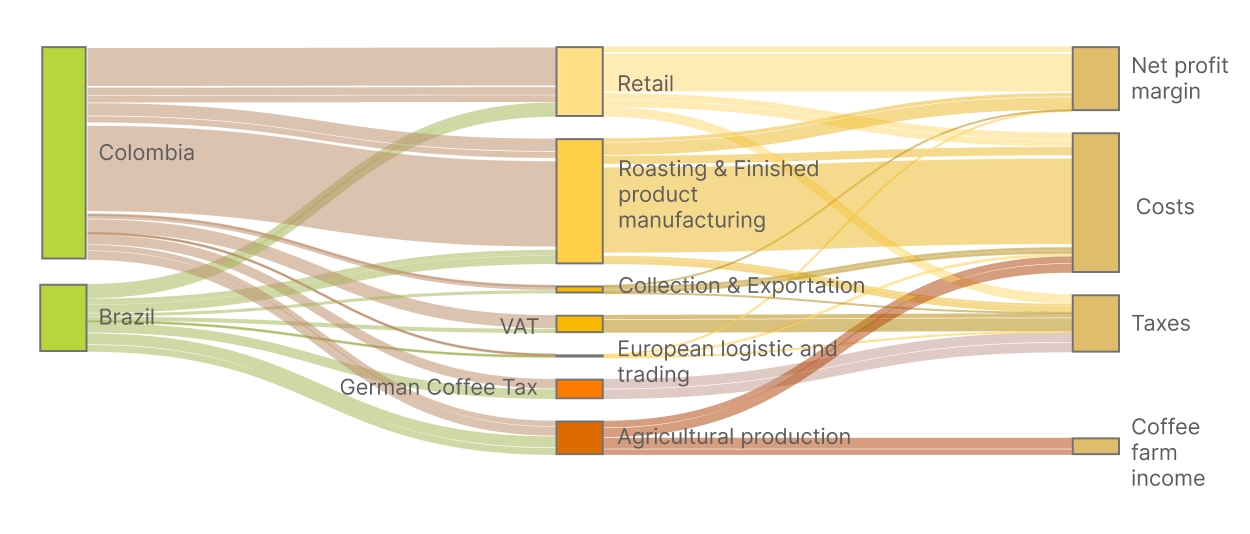 Colombia
Brazil
Retail
Roasting & Finished
product
manufacturing
Collection & Exportation
VAT
European logistic and
trading
German Coffee Tax
Agricultural production
Net profit
margin
Costs
Taxes
Coffee
farm
income